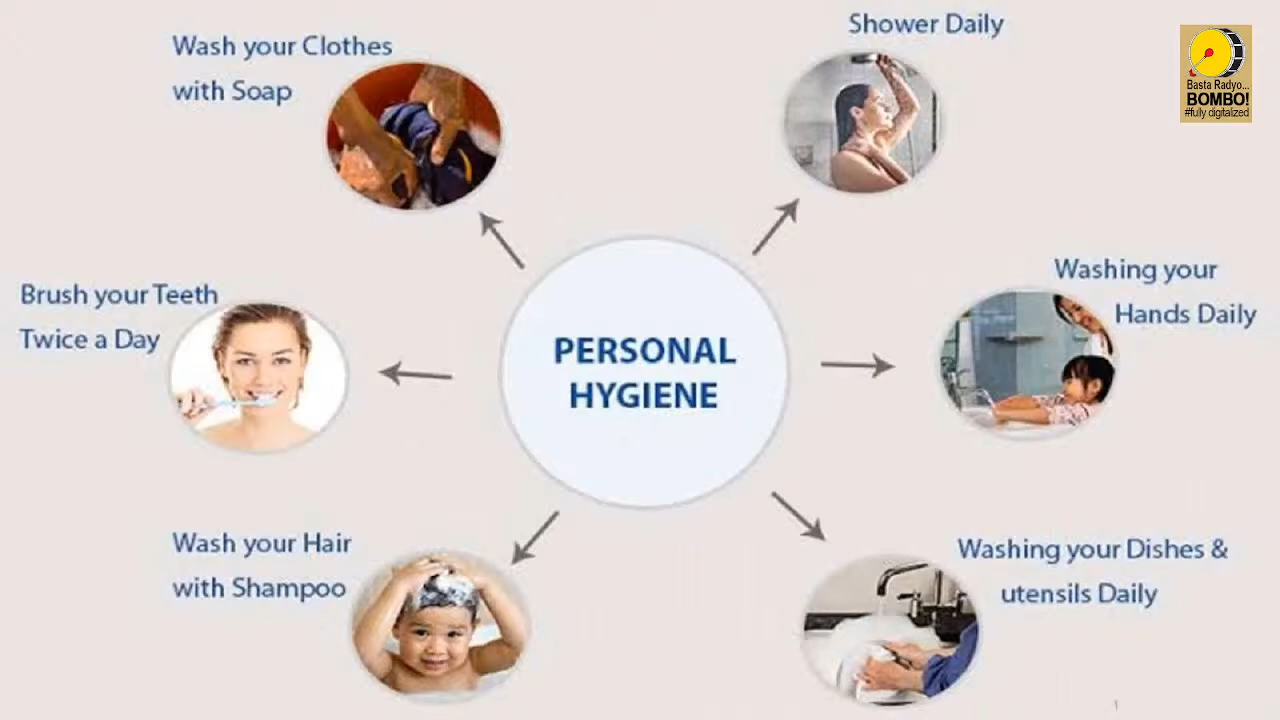 Wash your Clothes
with Soap
Shower Daily
Basta Radyo...
BOMBO!
#fully digitalized
Brush your Teeth
Twice a Day
PERSONAL
HYGIENE
Washing your
Hands Daily
Wash your Hair
with Shampoo
Washing your Dishes &
utensils Daily